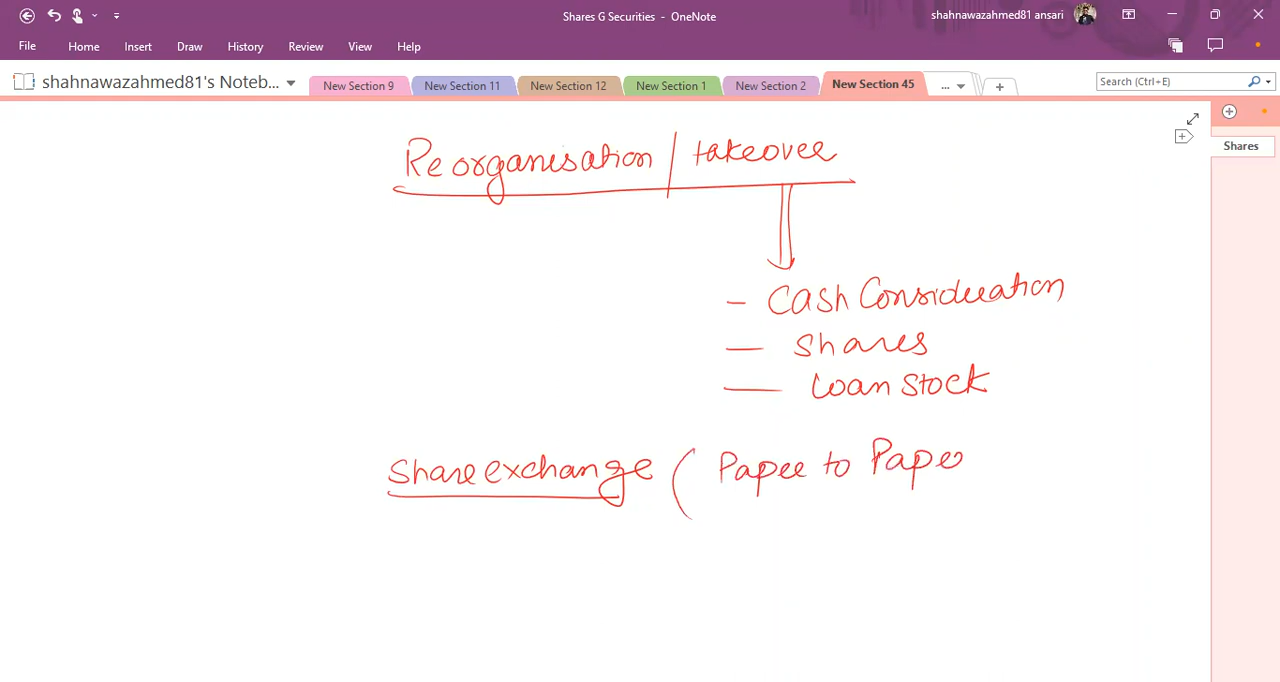 Shares G Securities - OneNote
shahnawazahmed81 ansari
File Home Insert Draw History Review View Help
shahnawazahmed81's Noteb... New Section 9 New Section 11 New Section 12 New Section 1 New Section 2 New Section 45 ... + Search (Ctrl+E)
Shares
Reorganisation / takeover
- Cash Consideration
- Shares
- Loan Stock
Share exchange ( Paper to Pape